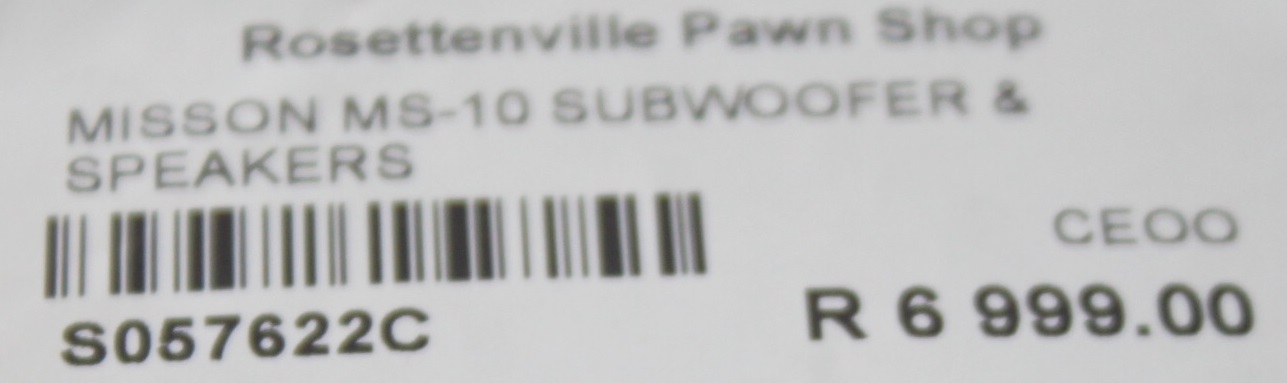 Rosettenville Pawn Shop
MISSON MS-10 SUBWOOFER &
SPEAKERS
CEOO
S057622C
R 6 999.00